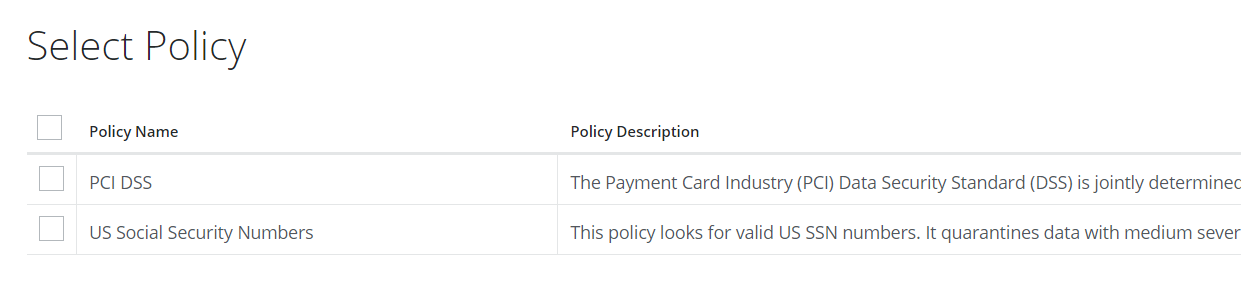 Select Policy
Policy Name Policy Description
PCI DSS The Payment Card Industry (PCI) Data Security Standard (DSS) is jointly determined
US Social Security Numbers This policy looks for valid US SSN numbers. It quarantines data with medium sever